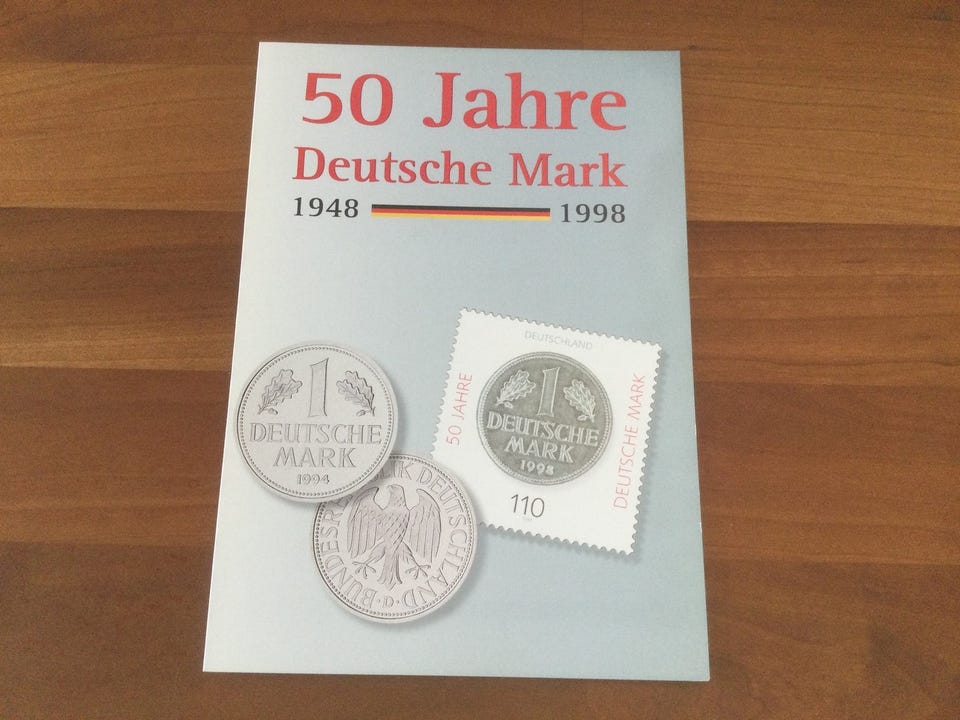 50 Jahre
Deutsche Mark
1948 1998
1
DEUTSCHE
MARK
1994
BUNDESREPUBLIK DEUTSCHLAND
D
DEUTSCHLAND
50 JAHRE
1
DEUTSCHE
MARK
1998
DEUTSCHE MARK
110